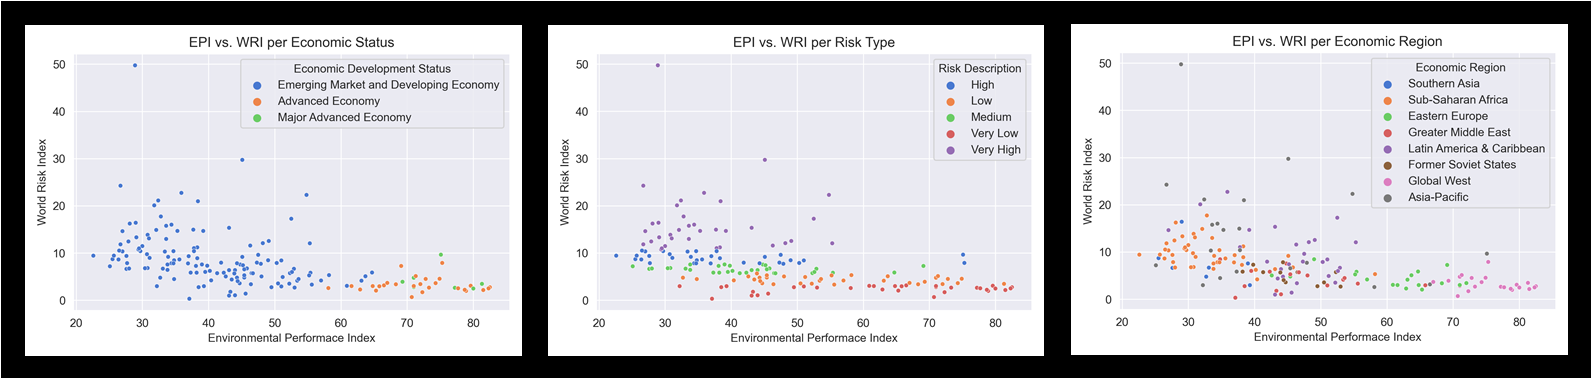 EPI vs. WRI per Economic Status
Economic Development Status
Emerging Market and Developing Economy
Advanced Economy
Major Advanced Economy
World Risk Index
50
40
30
20
10
0
20 30 40 50 60 70 80
Environmental Performace Index
EPI vs. WRI per Risk Type
Risk Description
High
Low
Medium
Very Low
Very High
World Risk Index
50
40
30
20
10
0
20 30 40 50 60 70 80
Environmental Performace Index
EPI vs. WRI per Economic Region
Economic Region
Southern Asia
Sub-Saharan Africa
Eastern Europe
Greater Middle East
Latin America & Caribbean
Former Soviet States
Global West
Asia-Pacific
World Risk Index
50
40
30
20
10
0
20 30 40 50 60 70 80
Environmental Performace Index